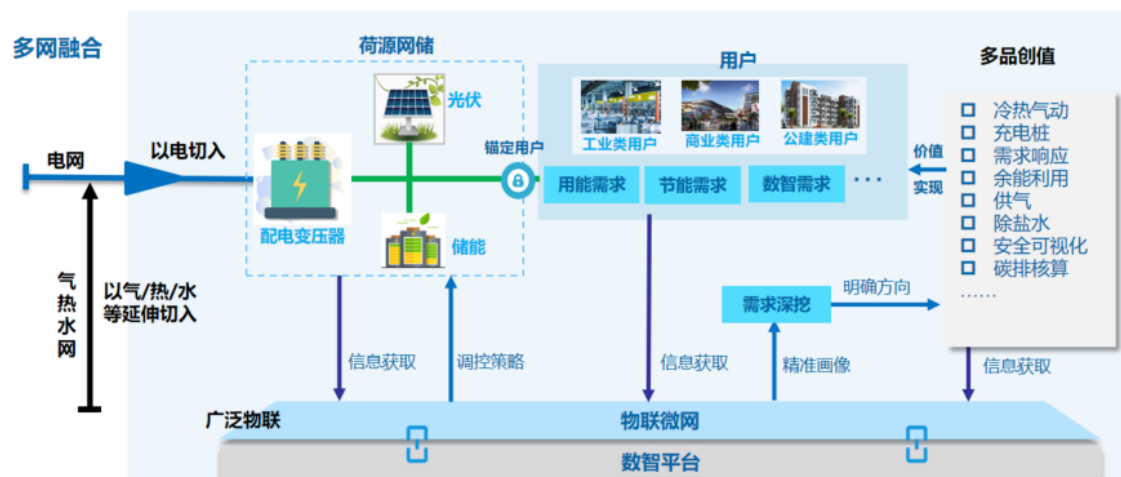 多网融合
荷源网储
用户
多品创值
光伏
工业类用户
商业类用户
公建类用户
电网
以电切入
锚定用户
配电变压器
储能
用能需求
节能需求
数智需求
...
价值
实现
冷热气动
充电桩
需求响应
余能利用
供气
除盐水
安全可视化
碳排核算
......
气热水网
以气/热/水
等延伸切入
需求深挖
明确方向
信息获取
调控策略
信息获取
精准画像
信息获取
广泛物联
物联微网
数智平台